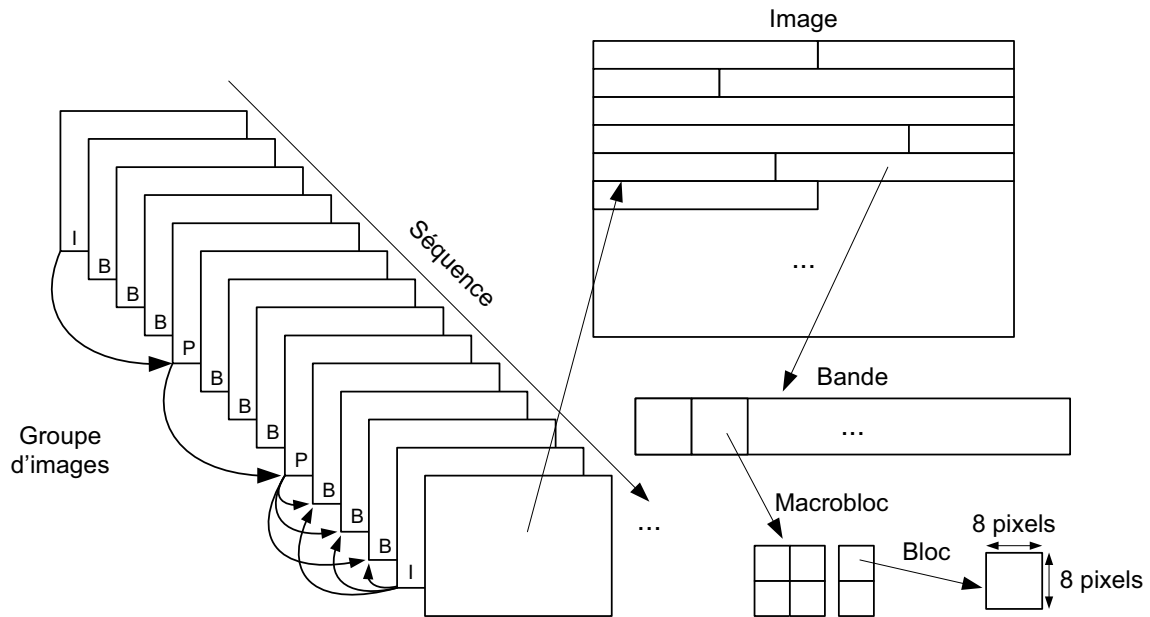 Image
Séquence
I
B
B
B
P
B
B
B
P
B
B
B
I
Groupe
d’images
...
...
Bande
...
Macrobloc
Bloc
8 pixels
8 pixels